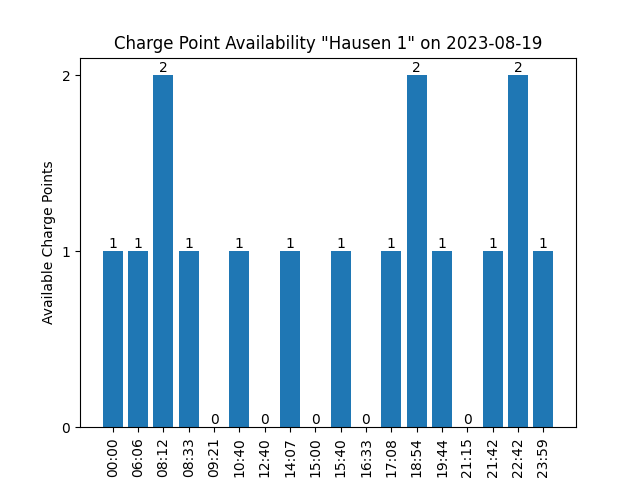 Charge Point Availability "Hausen 1" on 2023-08-19
Available Charge Points
2
1
0
1 1 2 1 0 1 0 1 0 1 0 1 2 1 0 1 2 1
00:00 06:06 08:12 08:33 09:21 10:40 12:40 14:07 15:00 15:40 16:33 17:08 18:54 19:44 21:15 21:42 22:42 23:59